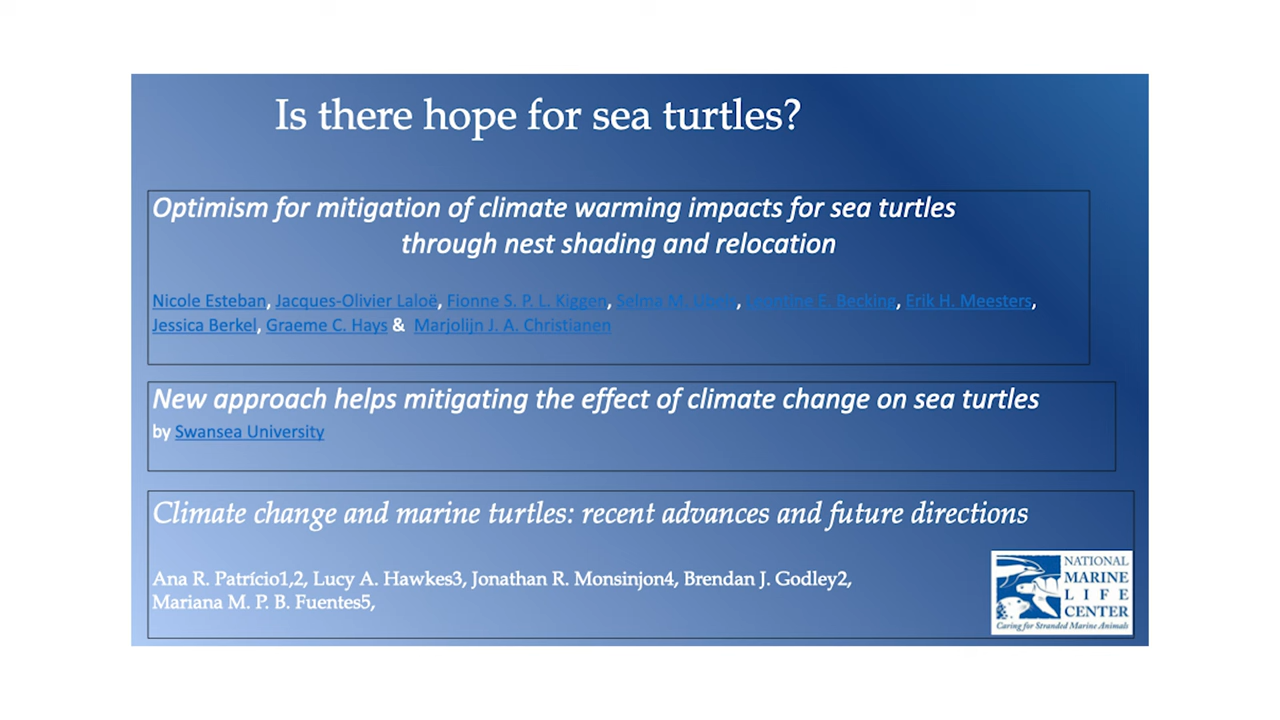 Is there hope for sea turtles?
Optimism for mitigation of climate warming impacts for sea turtles
through nest shading and relocation
Nicole Esteban, Jacques-Olivier Laloë, Fionne S. P. L. Kiggen, Selma M. , E. Becking, Erik H. Meesters,
Jessica Berkel, Graeme C. Hays & Marjolijn J. A. Christianen
New approach helps mitigating the effect of climate change on sea turtles
by Swansea University
Climate change and marine turtles: recent advances and future directions
Ana R. Patrício1,2, Lucy A. Hawkes3, Jonathan R. Monsinjon4, Brendan J. Godley2,
Mariana M. P. B. Fuentes5,
NATIONAL
MARINE
LIFE
CENTER
Caring for Stranded Marine Animals